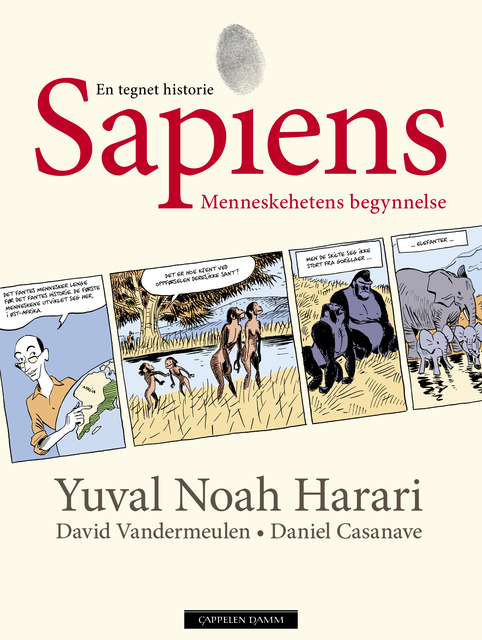 En tegnet historie
Sapiens
Menneskehetens begynnelse
DET FANTES MENNESKER LENGE
FØR DET FANTES HISTORIE. DE FØRSTE
MENNESKENE UTVIKLET SEG HER,
I ØST-AFRIKA.
AFRIKA
DET ER NOE KJENT VED
OPPFØRSELEN DERES, IKKE SANT?
MEN DE SKILTE SEG IKKE
STORT FRA GORILLAER ...
... ELEFANTER ...
Yuval Noah Harari
David Vandermeulen • Daniel Casanave
CAPPELEN DAMM